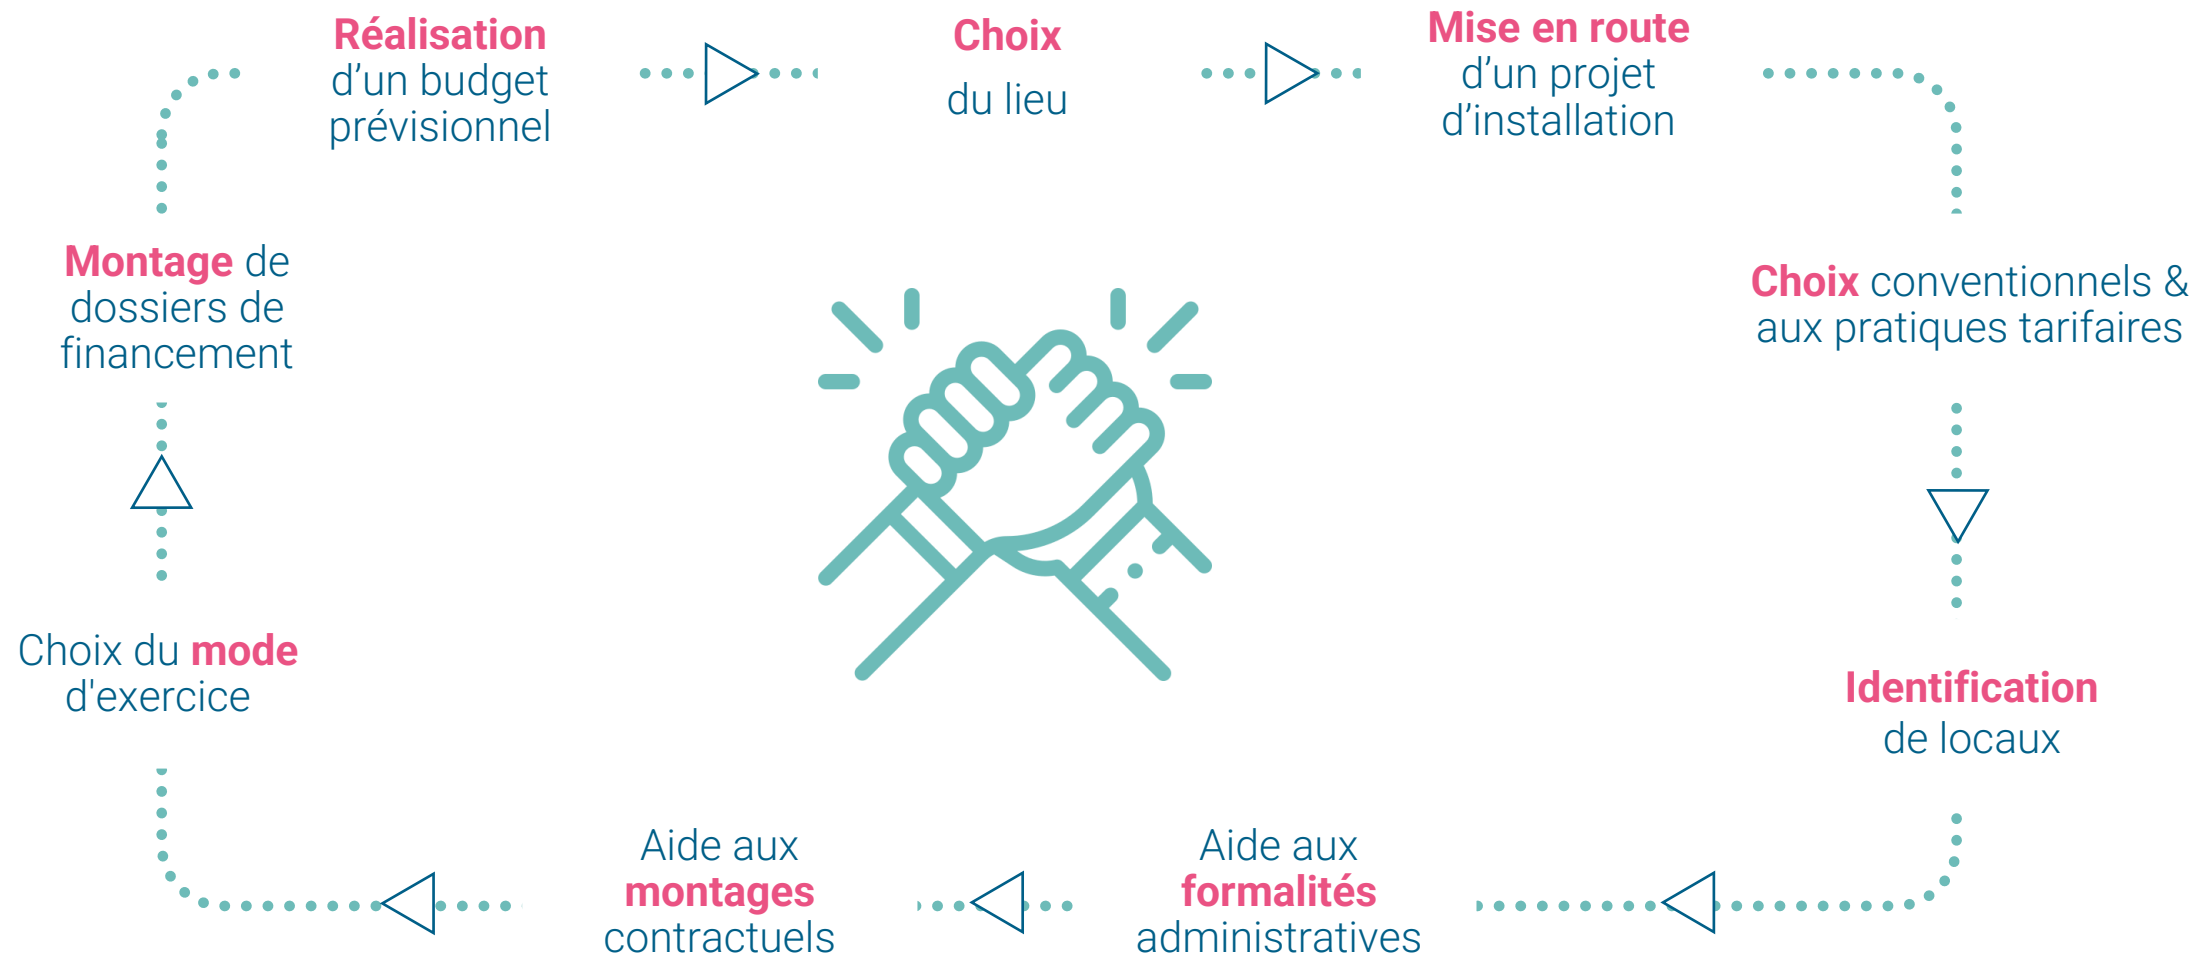 Réalisation
d’un budget
prévisionnel
Choix
du lieu
Mise en route
d’un projet
d’installation
Choix conventionnels &
aux pratiques tarifaires
Identification
de locaux
Aide aux
formalités
administratives
Aide aux
montages
contractuels
Choix du mode
d'exercice
Montage de
dossiers de
financement